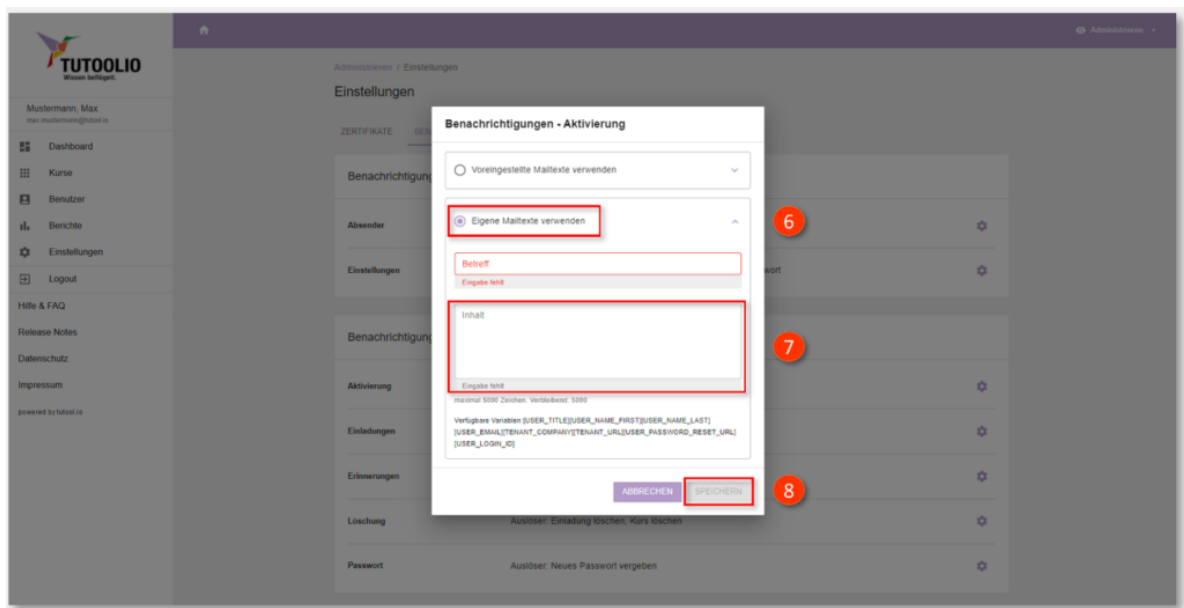 TUTOOLIO
Wissen beflügelt.
Administrieren
Mustermann, Max
max.mustermann@tutool.io
Dashboard
Kurse
Benutzer
Berichte
Einstellungen
Logout
Hilfe & FAQ
Release Notes
Datenschutz
Impressum
powered by tutool.io
Administrieren / Einstellungen
Einstellungen
ZERTIFIKATE BEN
Benachrichtigung
Absender
Einstellungen
wort
Benachrichtigung
Aktivierung
Einladungen
Erinnerungen
Löschung Auslöser: Einladung löschen, Kurs löschen
Passwort Auslöser: Neues Passwort vergeben
Benachrichtigungen - Aktivierung
Voreingestellte Mailtexte verwenden
Eigene Mailtexte verwenden
6
Betreff
Eingabe fehlt
Inhalt
7
Eingabe fehlt
maximal 5000 Zeichen. Verbleibend: 5000
Verfügbare Variablen:[USER_TITLE][USER_NAME_FIRST][USER_NAME_LAST]
[USER_EMAIL][TENANT_COMPANY][TENANT_URL][USER_PASSWORD_RESET_URL]
[USER_LOGIN_ID]
ABBRECHEN SPEICHERN
8